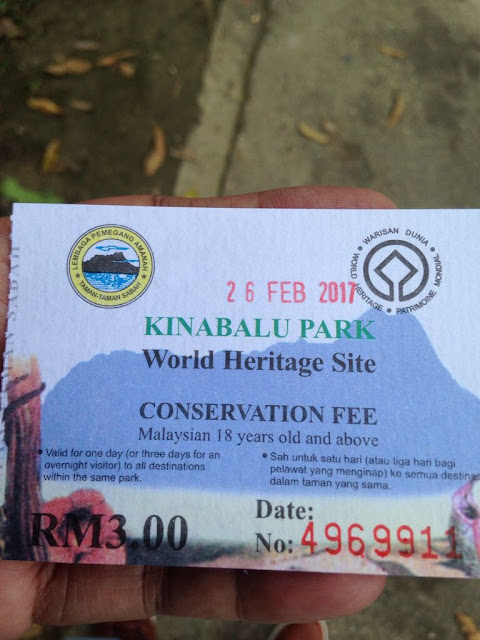 LEMBAGA PEMEGANG AMANAH
TAMAN-TAMAN SABAH
WARISAN DUNIA
WORLD HERITAGE
PATRIMOINE MONDIAL
26 FEB 2017
KINABALU PARK
World Heritage Site
CONSERVATION FEE
Malaysian 18 years old and above
• Valid for one day (or three days for an
overnight visitor) to all destinations
within the same park.
• Sah untuk satu hari (atau tiga hari bagi
pelawat yang menginap) ke semua destinas
dalam taman yang sama.
RM3.00
Date:
No: 4969911
SABAH